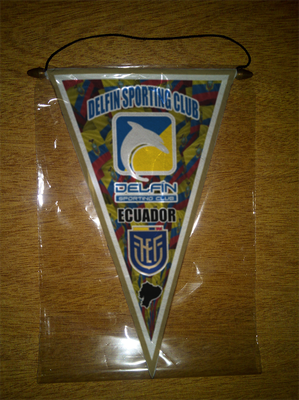 DELFIN SPORTING CLUB
DELFIN
SPORTING CLUB
ECUADOR
FEF